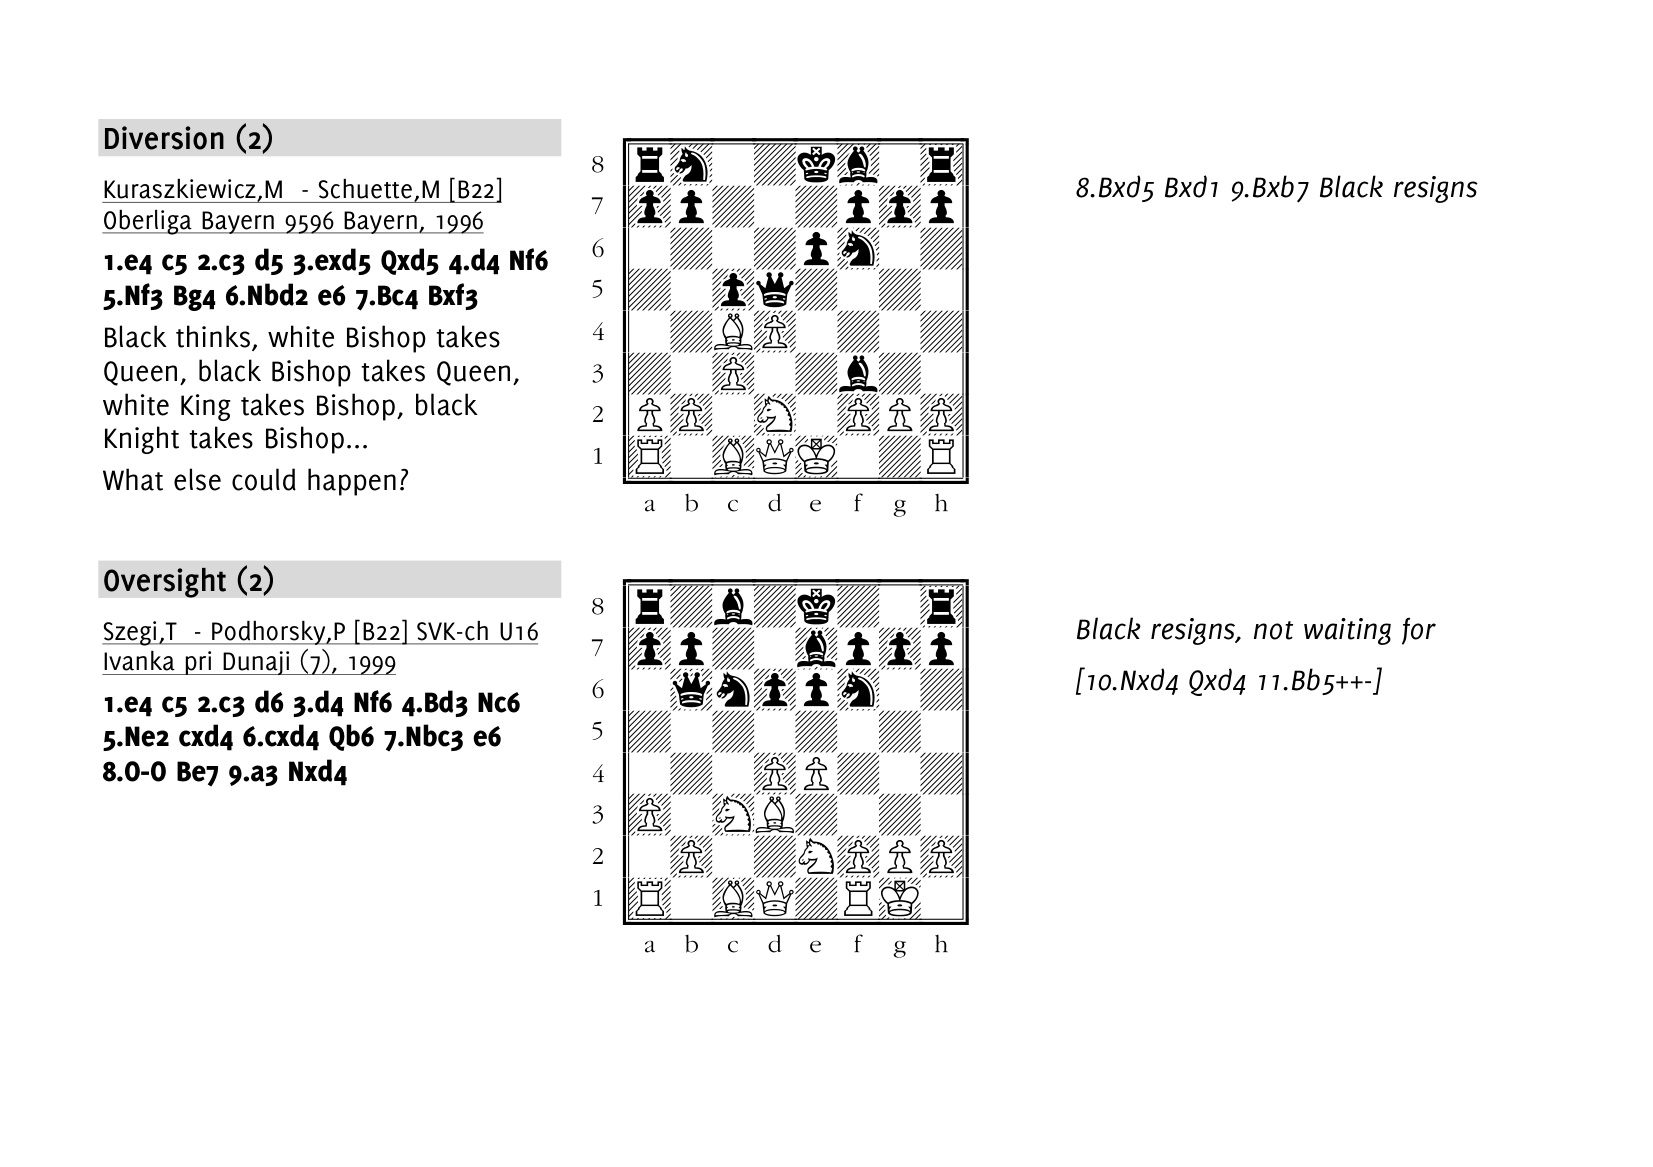 Diversion (2)
Kuraszkiewicz,M - Schuette,M [B22]
Oberliga Bayern 9596 Bayern, 1996
1.e4 c5 2.c3 d5 3.exd5 Qxd5 4.d4 Nf6
5.Nf3 Bg4 6.Nbd2 e6 7.Bc4 Bxf3
Black thinks, white Bishop takes
Queen, black Bishop takes Queen,
white King takes Bishop, black
Knight takes Bishop...
What else could happen?
8
7
6
5
4
3
2
1
a b c d e f g h
8.Bxd5 Bxd1 9.Bxb7 Black resigns
Oversight (2)
Szegi,T - Podhorsky,P [B22] SVK-ch U16
Ivanka pri Dunaji (7), 1999
1.e4 c5 2.c3 d6 3.d4 Nf6 4.Bd3 Nc6
5.Ne2 cxd4 6.cxd4 Qb6 7.Nbc3 e6
8.0-0 Be7 9.a3 Nxd4
8
7
6
5
4
3
2
1
a b c d e f g h
Black resigns, not waiting for
[10.Nxd4 Qxd4 11.Bb5++-]